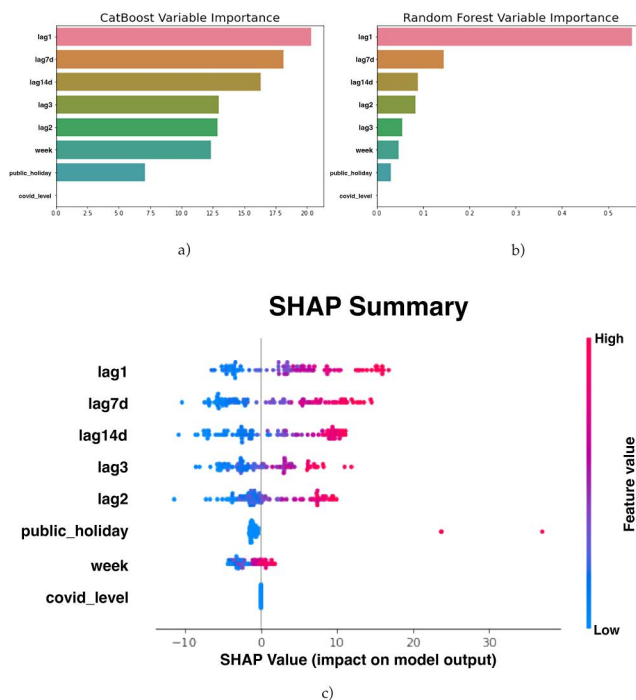 CatBoost Variable Importance
lag1
lag7d
lag14d
lag3
lag2
week
public_holiday
covid_level
0.0 2.5 5.0 7.5 10.0 12.5 15.0 17.5 20.0
a)
Random Forest Variable Importance
lag1
lag7d
lag14d
lag2
lag3
week
public_holiday
covid_level
0.0 0.1 0.2 0.3 0.4 0.5
b)
SHAP Summary
High
lag1
lag7d
lag14d
lag3
lag2
public_holiday
week
covid_level
Feature value
Low
−10 0 10 20 30
SHAP Value (impact on model output)
c)